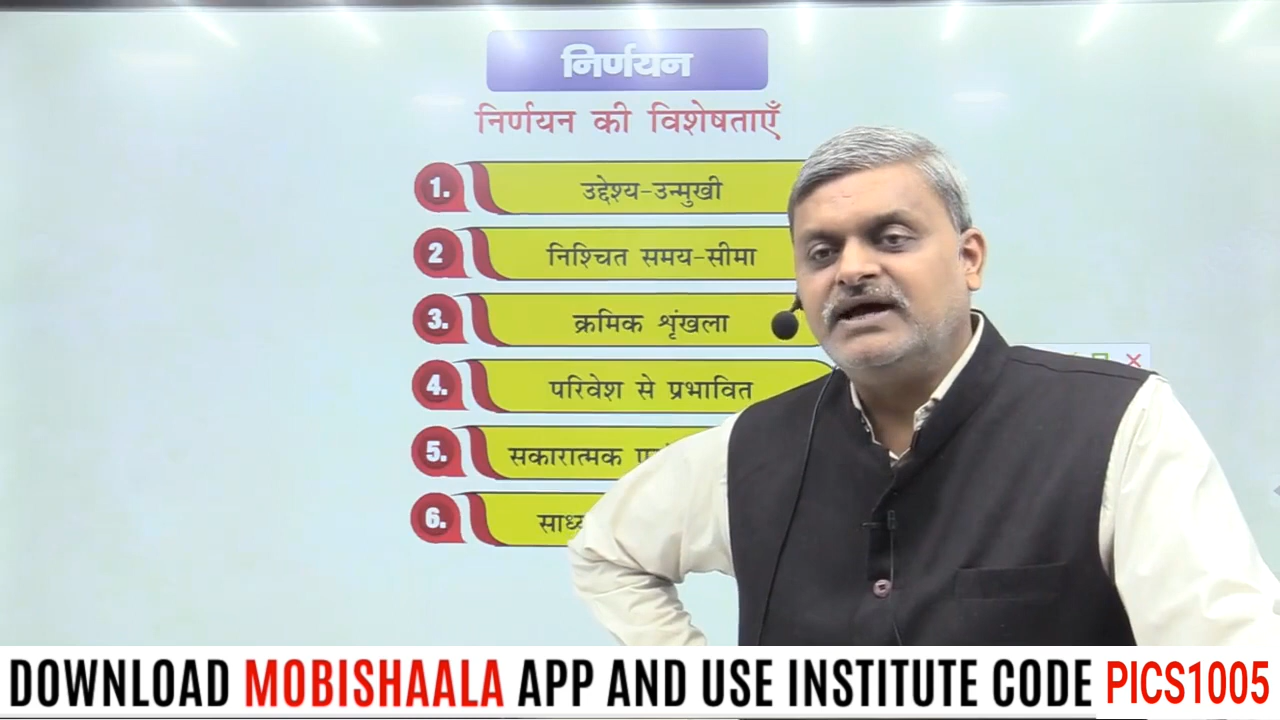 निर्णयन
निर्णयन की विशेषताएँ
1. उद्देश्य-उन्मुखी
2 निश्चित समय-सीमा
3. क्रमिक शृंखला
4. परिवेश से प्रभावित
5. सकारात्मक
6.
DOWNLOAD MOBISHAALA APP AND USE INSTITUTE CODE PICS1005